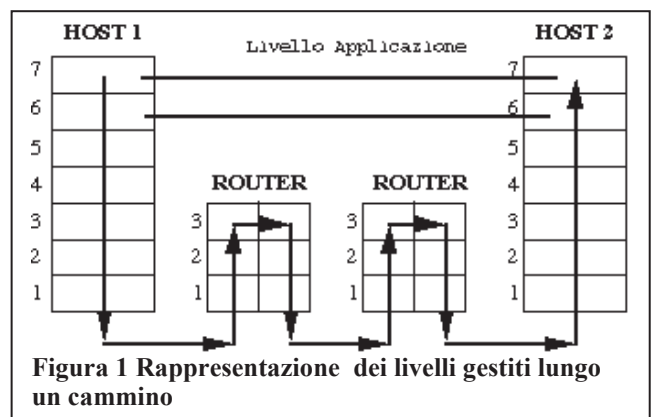 HOST 1
HOST 2
Livello Applicazione
7
7
6
6
5
5
4
4
ROUTER
ROUTER
3
3
3
3
2
2
2
2
1
1
1
1
Figura 1 Rappresentazione dei livelli gestiti lungo
un cammino